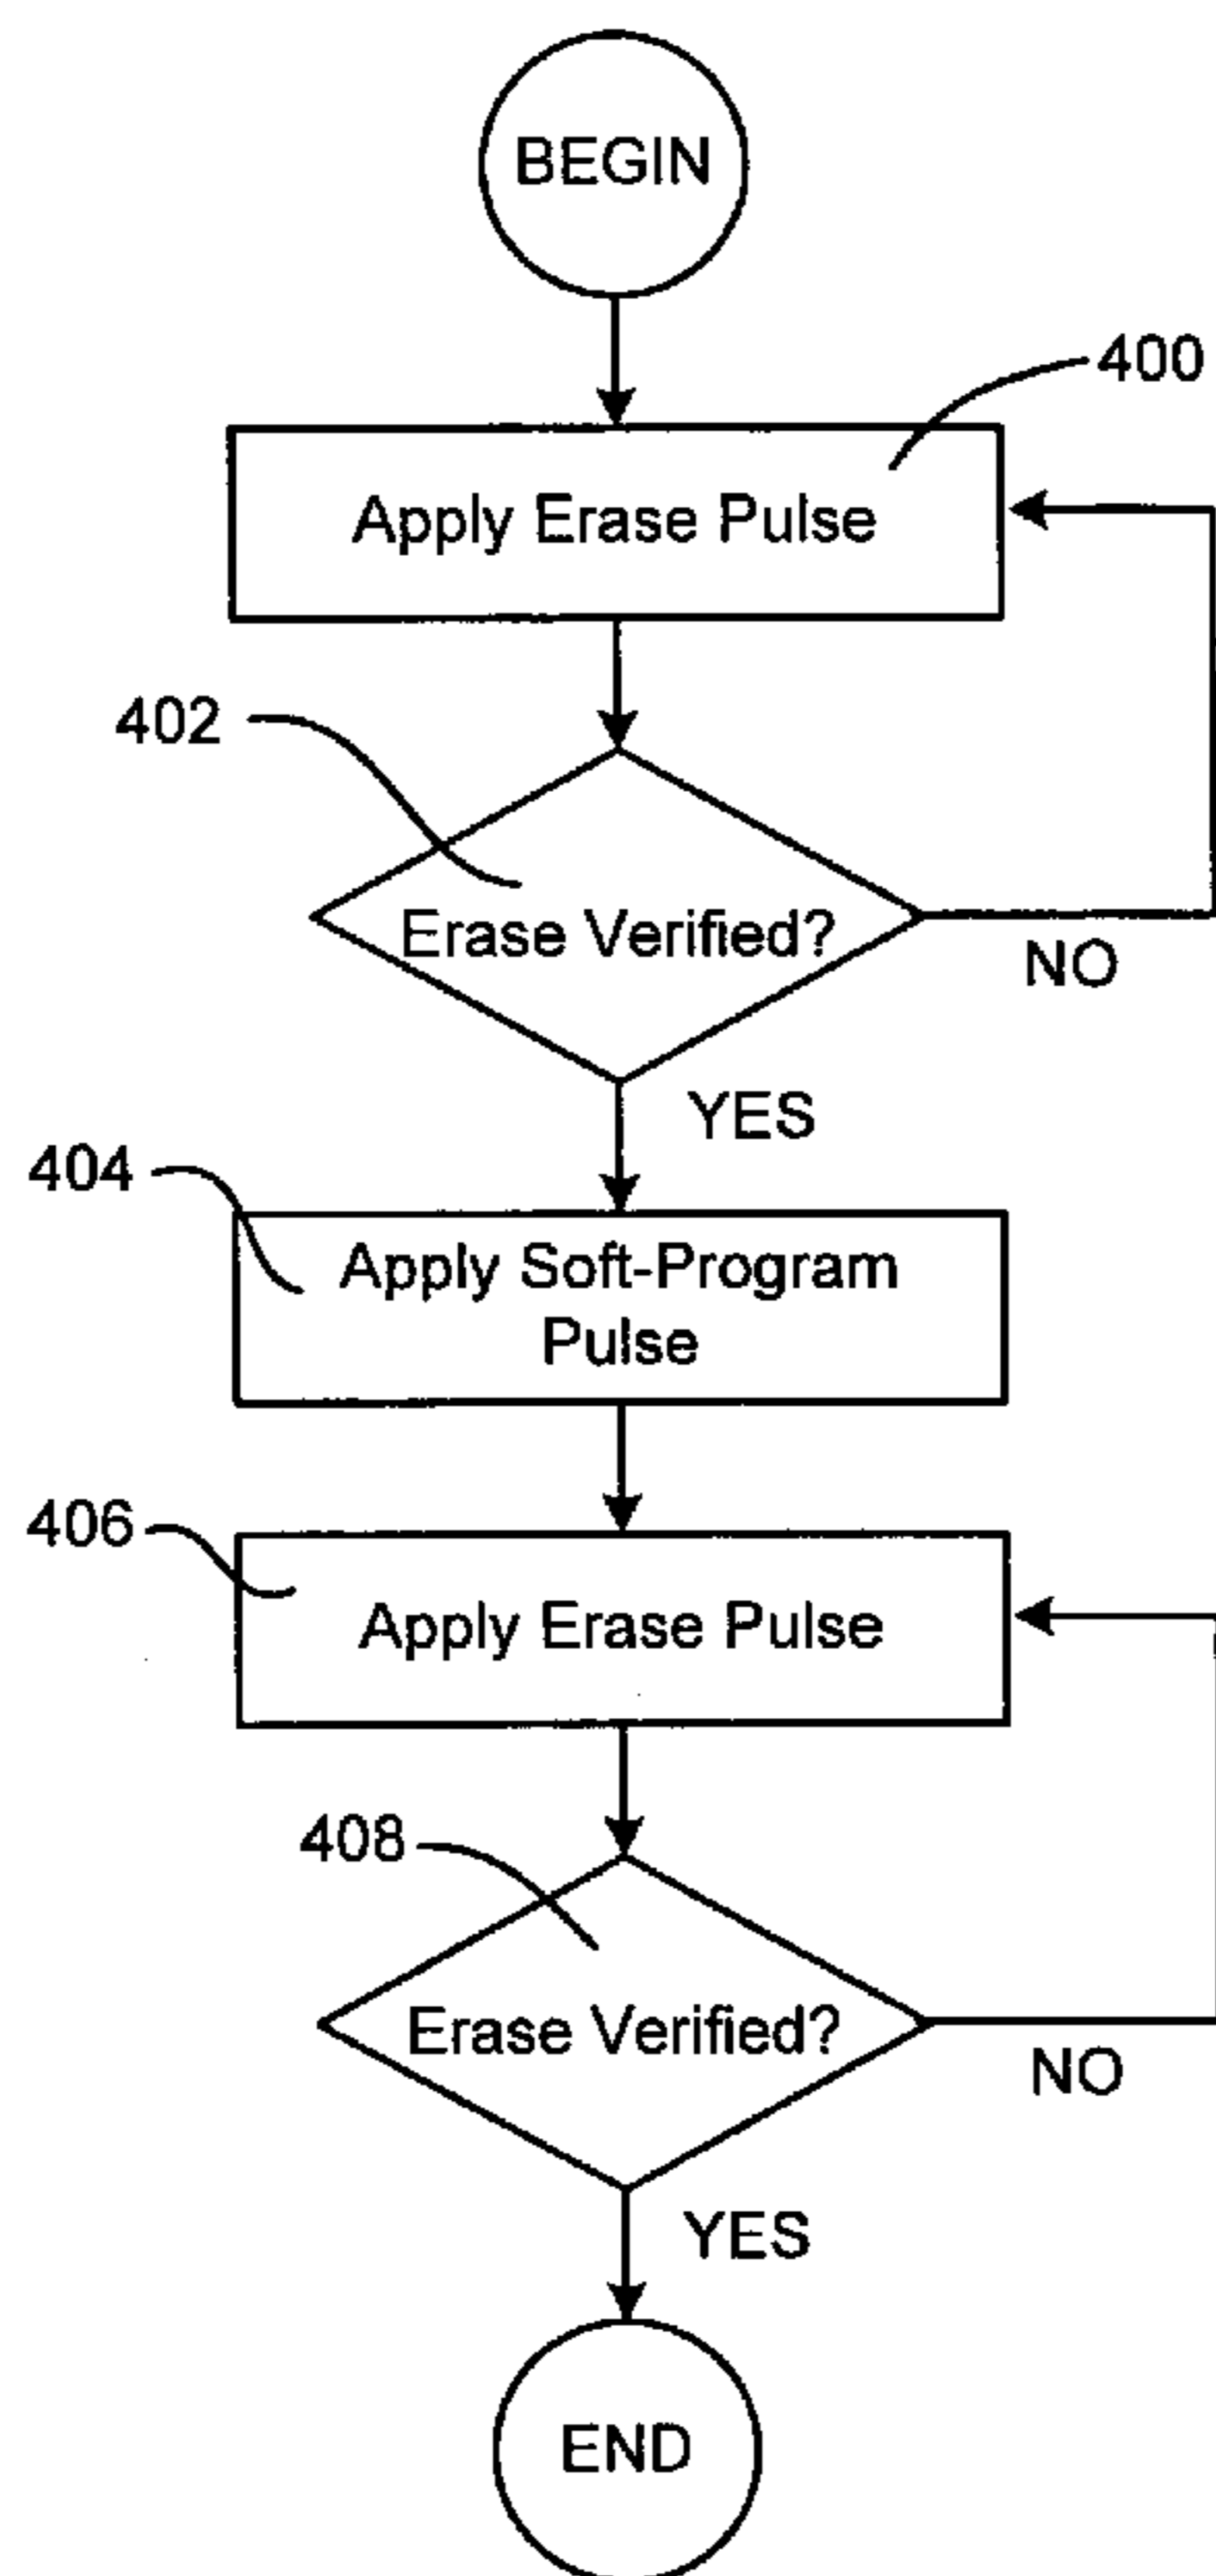 BEGIN
400
Apply Erase Pulse
402
Erase Verified?
NO
YES
404
Apply Soft-Program
Pulse
406
Apply Erase Pulse
408
Erase Verified?
NO
YES
END